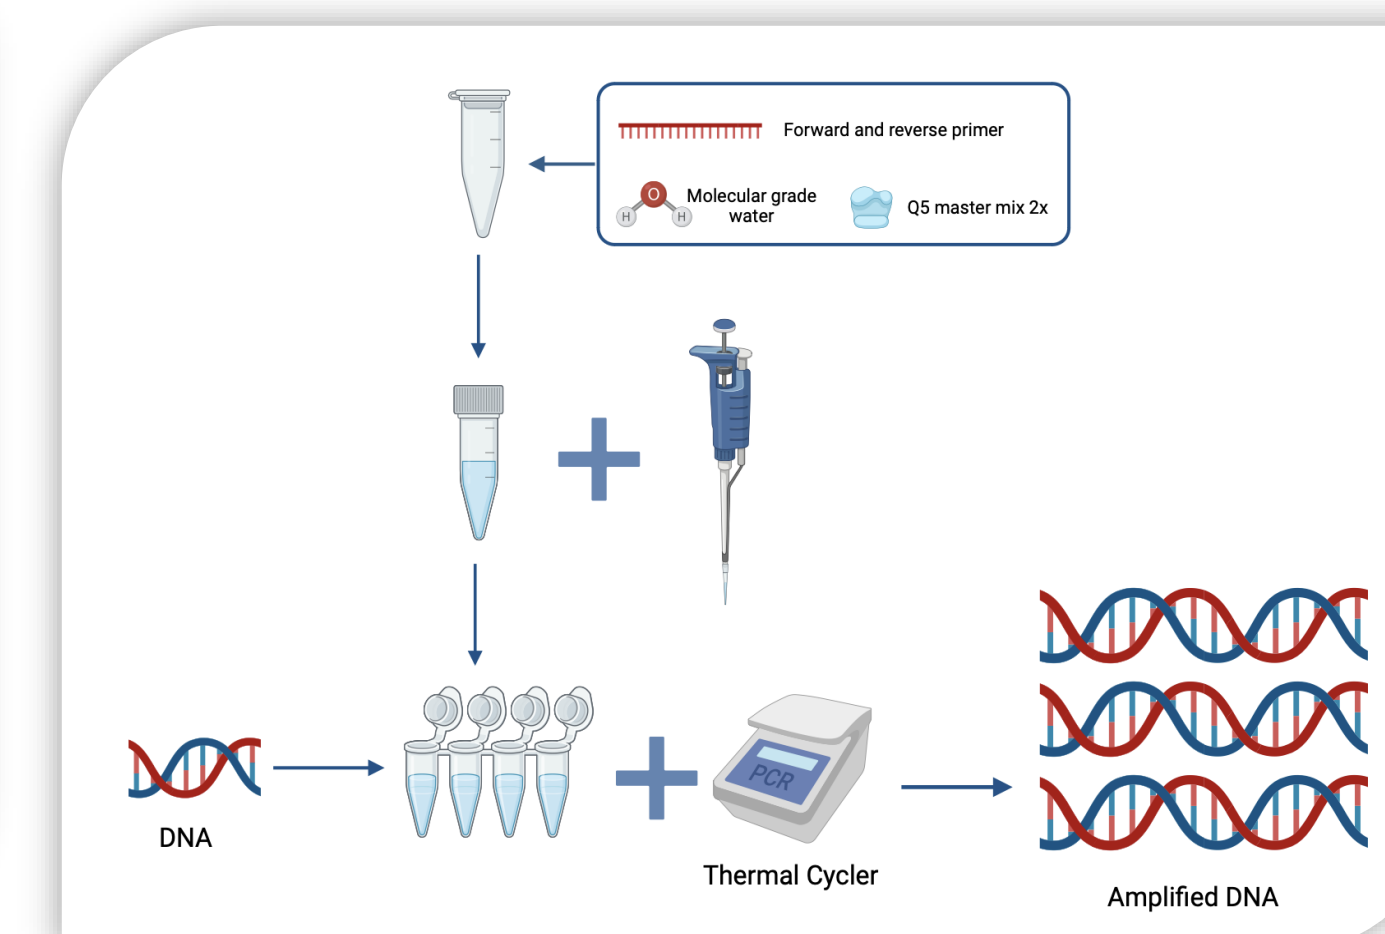 Forward and reverse primer
O
H
H
Molecular grade
water
Q5 master mix 2x
PCR
DNA
Thermal Cycler
Amplified DNA